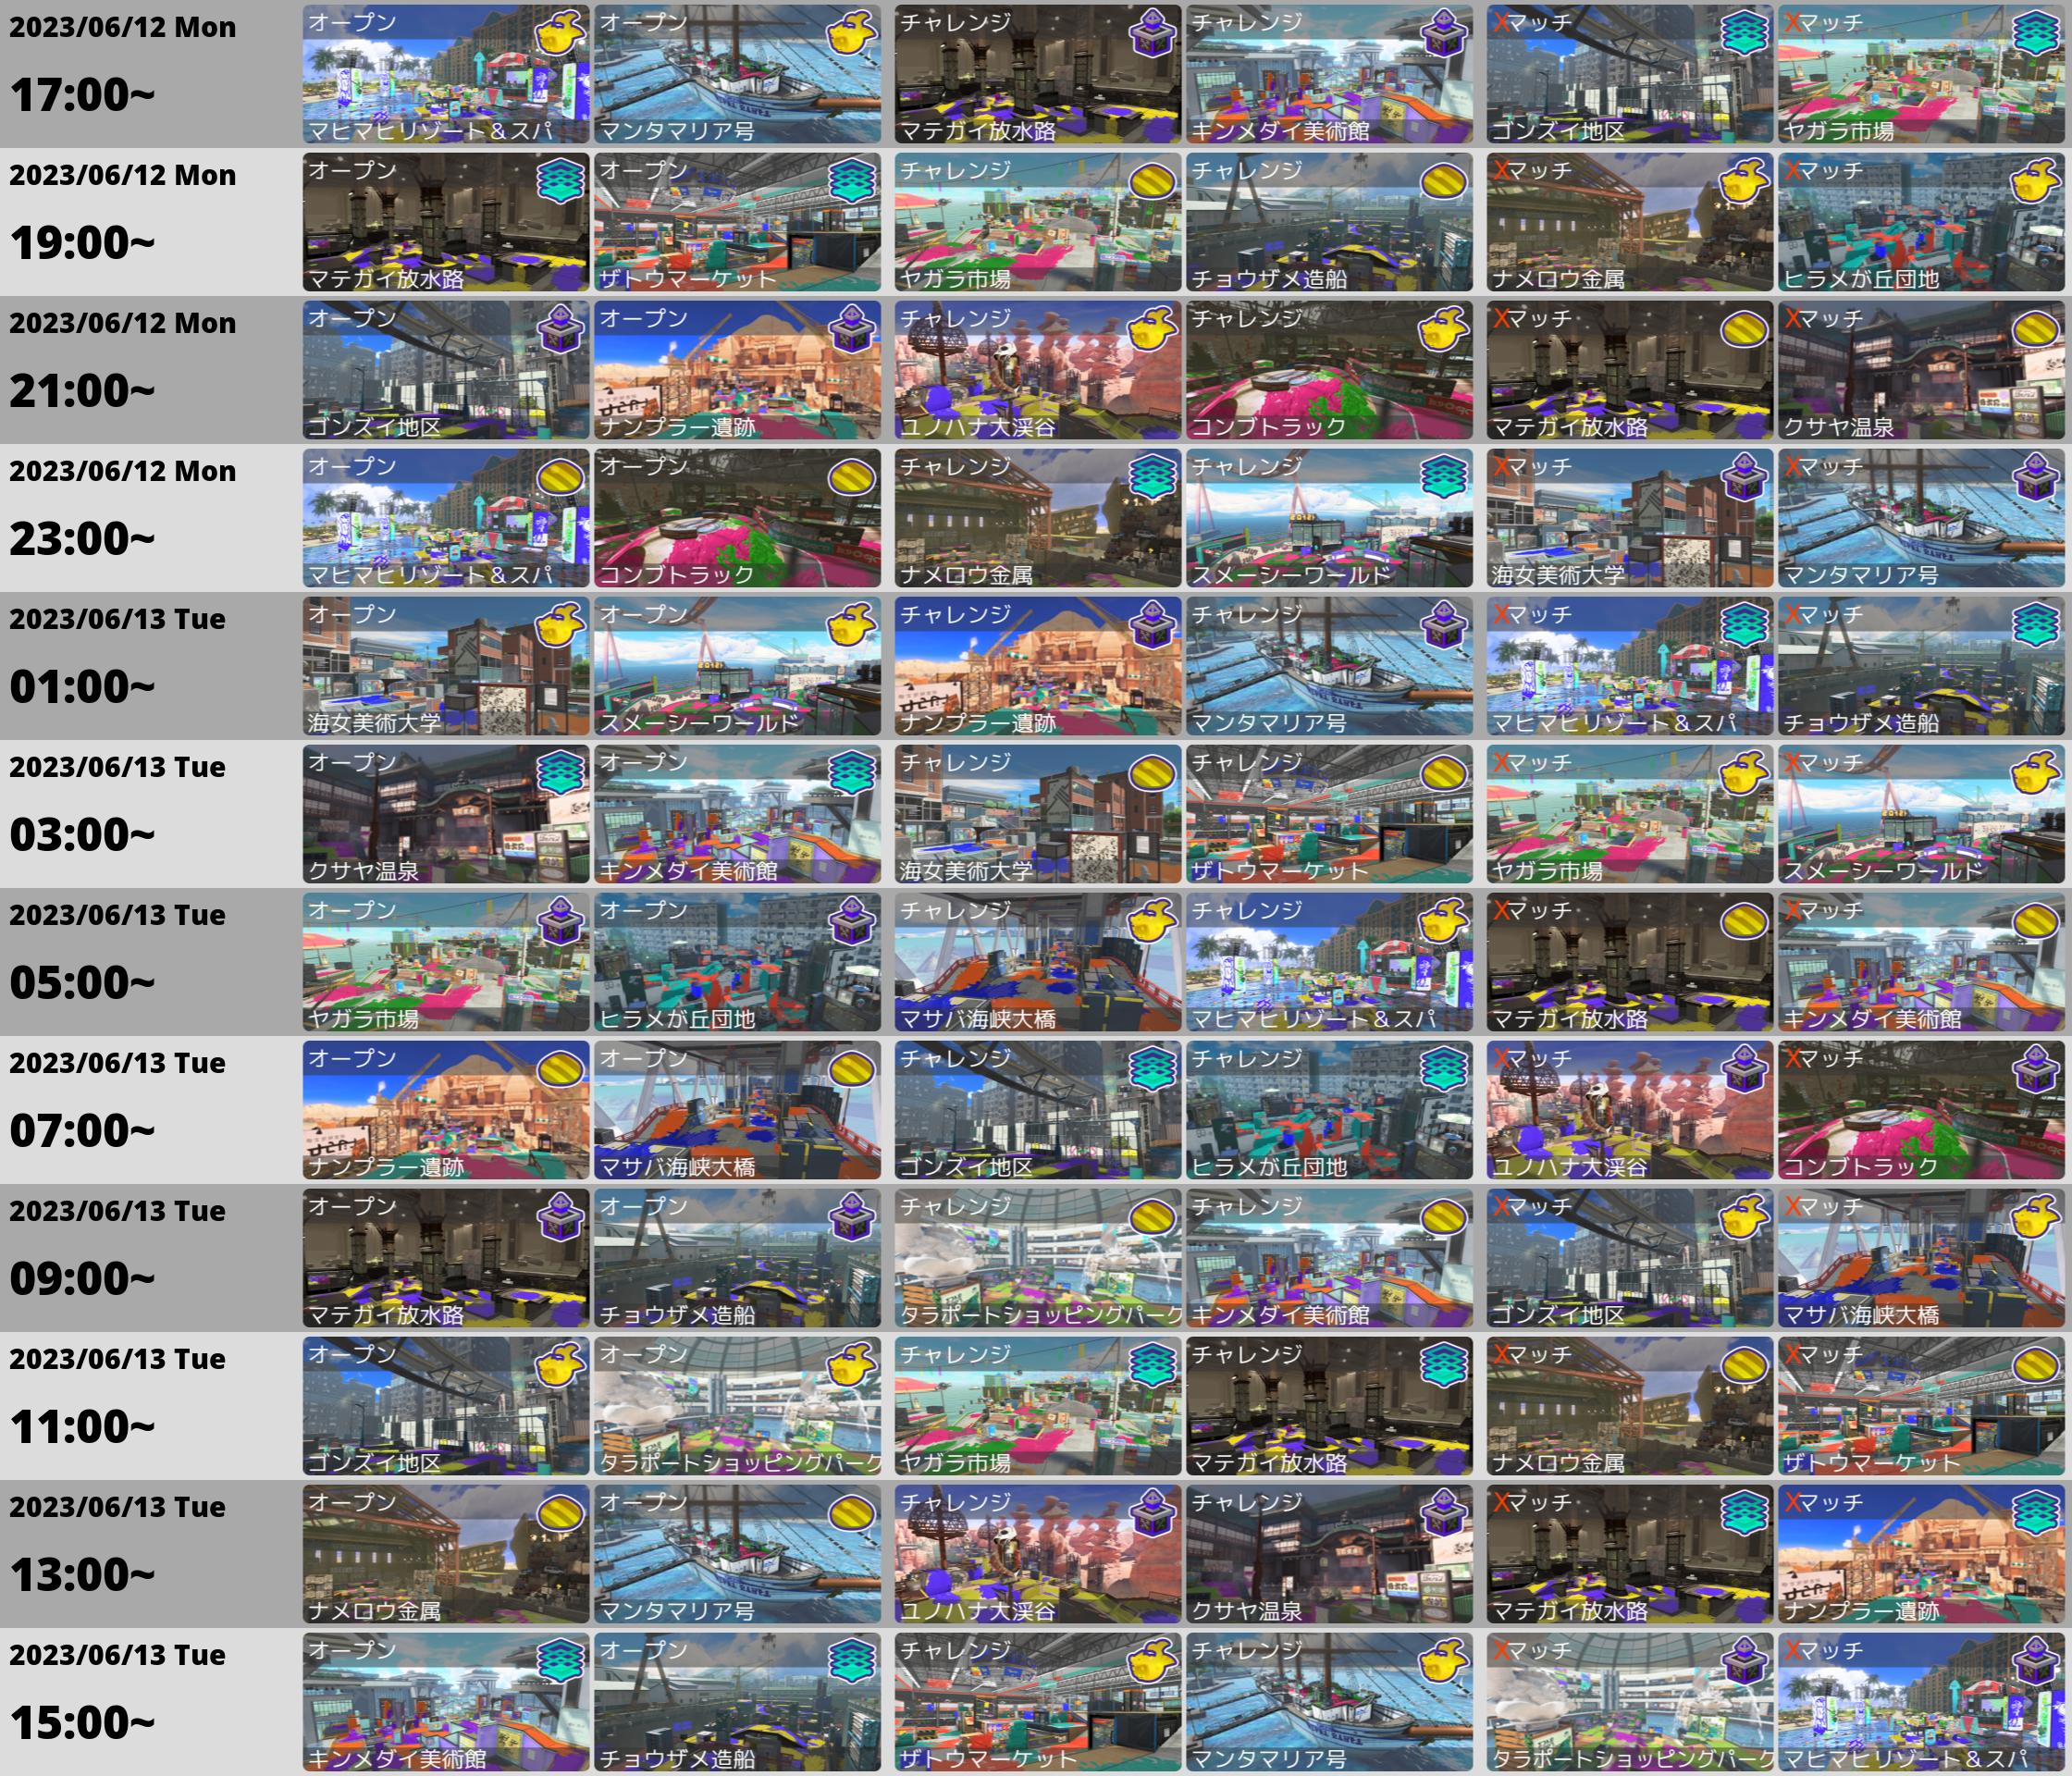 2023/06/12 Mon
17:00~
オープン オープン チャレンジ チャレンジ Xマッチ Xマッチ
マヒマヒリゾート&スパ マンタマリア号 マテガイ放水路 キンメダイ美術館 ゴンズイ地区 ヤガラ市場
2023/06/12 Mon
19:00~
オープン オープン チャレンジ チャレンジ Xマッチ Xマッチ
マテガイ放水路 ザトウマーケット ヤガラ市場 チョウザメ造船 ナメロウ金属 ヒラメが丘団地
2023/06/12 Mon
21:00~
オープン オープン チャレンジ チャレンジ Xマッチ Xマッチ
ゴンズイ地区 ナンプラー遺跡 ユノハナ大渓谷 コンブトラック マテガイ放水路 クサヤ温泉
2023/06/12 Mon
23:00~
オープン オープン チャレンジ チャレンジ Xマッチ Xマッチ
マヒマヒリゾート&スパ コンブトラック ナメロウ金属 スメーシーワールド 海女美術大学 マンタマリア号
2023/06/13 Tue
01:00~
オープン オープン チャレンジ チャレンジ Xマッチ Xマッチ
海女美術大学 スメーシーワールド ナンプラー遺跡 マンタマリア号 マヒマヒリゾート&スパ チョウザメ造船
2023/06/13 Tue
03:00~
オープン オープン チャレンジ チャレンジ Xマッチ Xマッチ
クサヤ温泉 キンメダイ美術館 海女美術大学 ザトウマーケット ヤガラ市場 スメーシーワールド
2023/06/13 Tue
05:00~
オープン オープン チャレンジ チャレンジ Xマッチ Xマッチ
ヤガラ市場 ヒラメが丘団地 マサバ海峡大橋 マヒマヒリゾート&スパ マテガイ放水路 キンメダイ美術館
2023/06/13 Tue
07:00~
オープン オープン チャレンジ チャレンジ Xマッチ Xマッチ
ナンプラー遺跡 マサバ海峡大橋 ゴンズイ地区 ヒラメが丘団地 ユノハナ大渓谷 コンブトラック
2023/06/13 Tue
09:00~
オープン オープン チャレンジ チャレンジ Xマッチ Xマッチ
マテガイ放水路 チョウザメ造船 タラポートショッピングパーク キンメダイ美術館 ゴンズイ地区 マサバ海峡大橋
2023/06/13 Tue
11:00~
オープン オープン チャレンジ チャレンジ Xマッチ Xマッチ
ゴンズイ地区 タラポートショッピングパーク ヤガラ市場 マテガイ放水路 ナメロウ金属 ザトウマーケット
2023/06/13 Tue
13:00~
オープン オープン チャレンジ チャレンジ Xマッチ Xマッチ
ナメロウ金属 マンタマリア号 ユノハナ大渓谷 クサヤ温泉 マテガイ放水路 ナンプラー遺跡
2023/06/13 Tue
15:00~
オープン オープン チャレンジ チャレンジ Xマッチ Xマッチ
キンメダイ美術館 チョウザメ造船 ザトウマーケット マンタマリア号 タラポートショッピングパーク マヒマヒリゾート&スパ